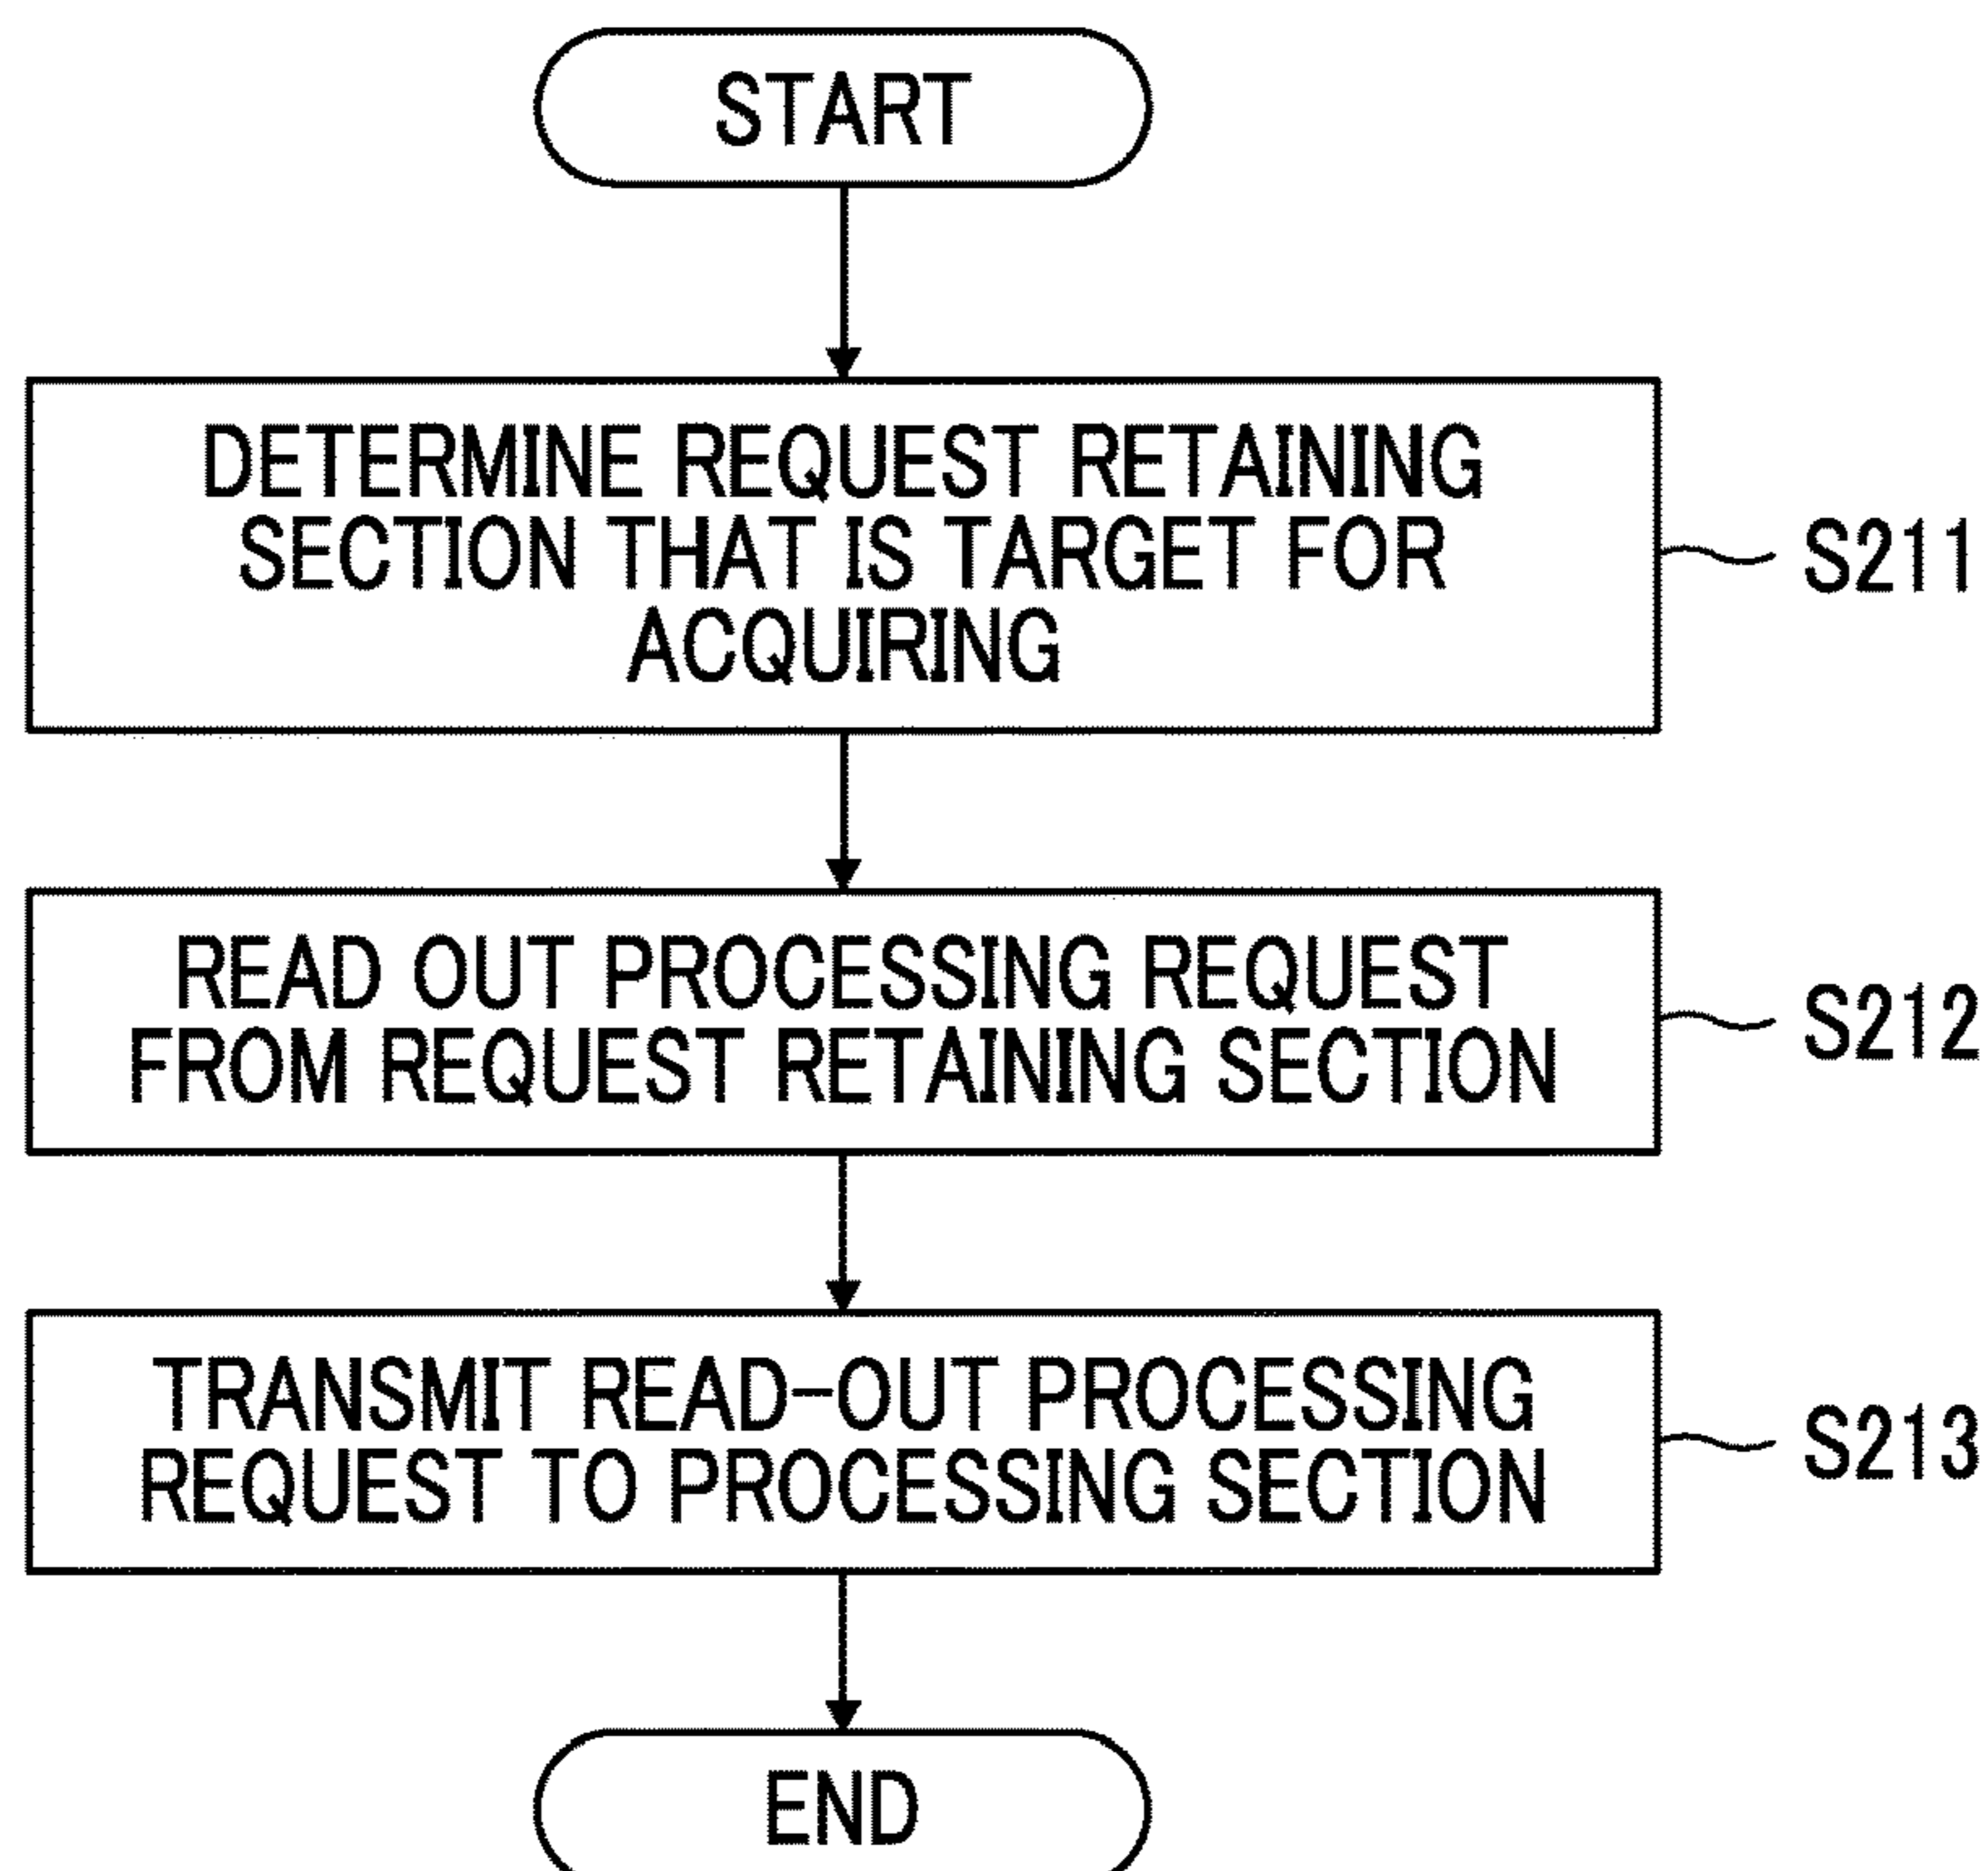 START
DETERMINE REQUEST RETAINING
SECTION THAT IS TARGET FOR
ACQUIRING
S211
READ OUT PROCESSING REQUEST
FROM REQUEST RETAINING SECTION
S212
TRANSMIT READ-OUT PROCESSING
REQUEST TO PROCESSING SECTION
S213
END